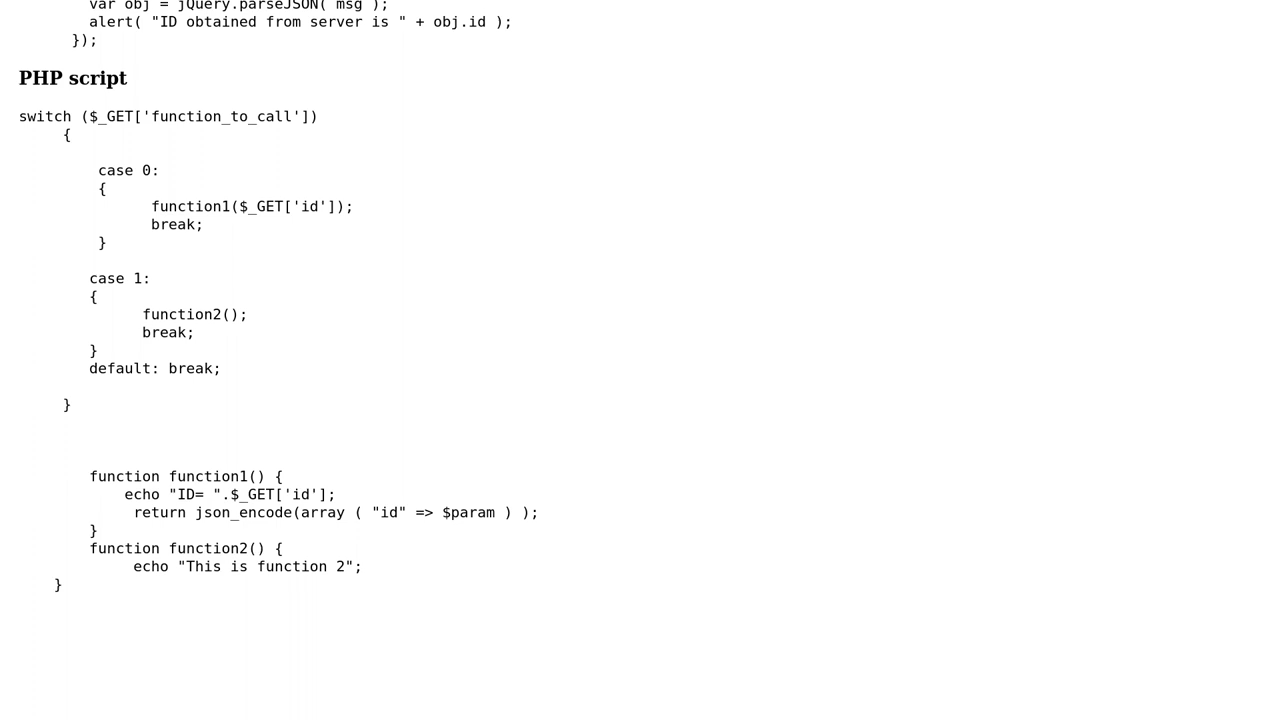 var obj = jQuery.parseJSON( msg );
alert( "ID obtained from server is " + obj.id );
});
PHP script
switch ($_GET['function_to_call'])
{
case 0:
{
function1($_GET['id']);
break;
}
case 1:
{
function2();
break;
}
default: break;
}
function function1() {
echo "ID= ".$_GET['id'];
return json_encode(array ( "id" => $param ) );
}
function function2() {
echo "This is function 2";
}